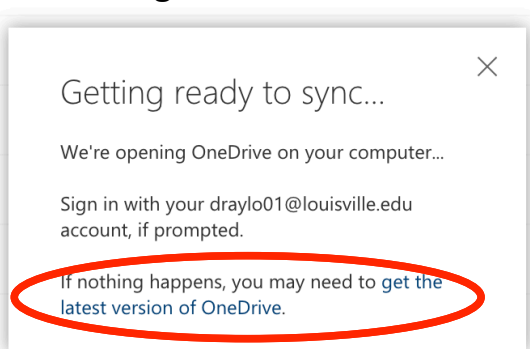 Getting ready to sync...
We're opening OneDrive on your computer...
Sign in with your draylo01@louisville.edu
account, if prompted.
If nothing happens, you may need to get the
latest version of OneDrive.